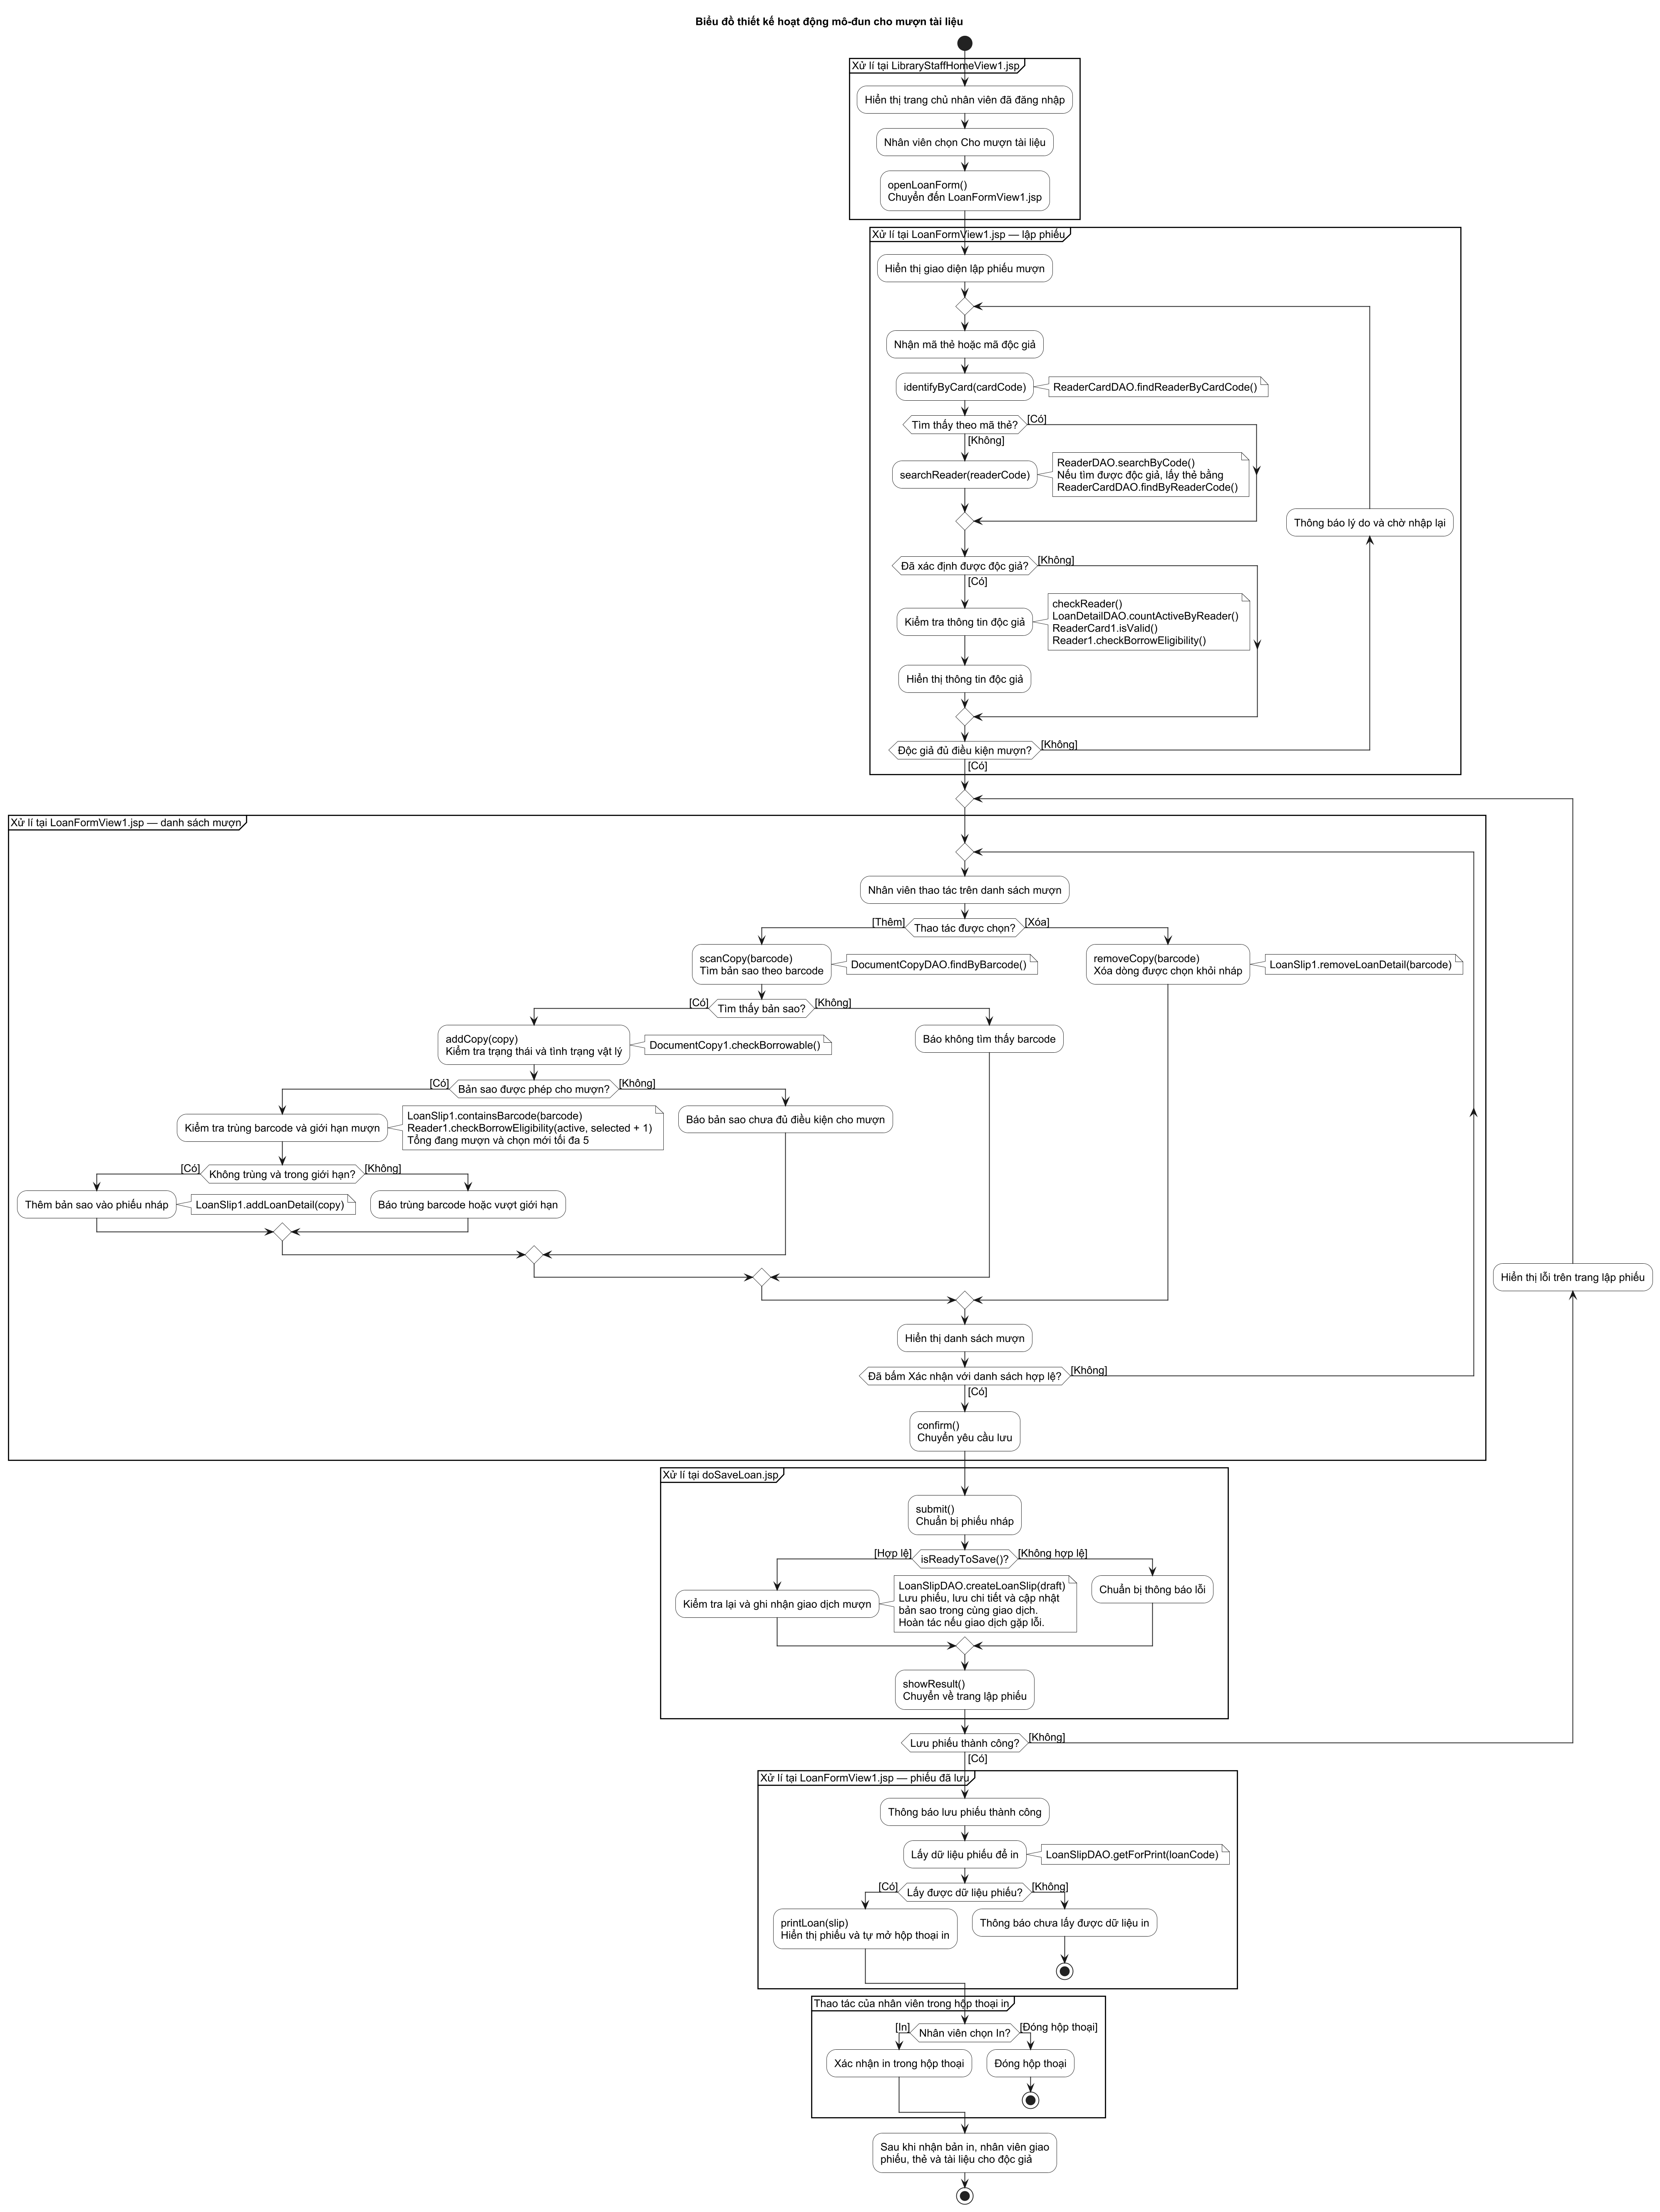 Biểu đồ thiết kế hoạt động mô-đun cho mượn tài liệu
Xử lí tại LibraryStaffHomeView1.jsp
Hiển thị trang chủ nhân viên đã đăng nhập
Nhân viên chọn Cho mượn tài liệu
openLoanForm()
Chuyển đến LoanFormView1.jsp
Xử lí tại LoanFormView1.jsp — lập phiếu
Hiển thị giao diện lập phiếu mượn
Nhận mã thẻ hoặc mã độc giả
identifyByCard(cardCode)
ReaderCardDAO.findReaderByCardCode()
Tìm thấy theo mã thẻ?
[Có]
[Không]
searchReader(readerCode)
ReaderDAO.searchByCode()
Nếu tìm được độc giả, lấy thẻ bằng
ReaderCardDAO.findByReaderCode()
Thông báo lý do và chờ nhập lại
Đã xác định được độc giả?
[Không]
[Có]
Kiểm tra thông tin độc giả
checkReader()
LoanDetailDAO.countActiveByReader()
ReaderCard1.isValid()
Reader1.checkBorrowEligibility()
Hiển thị thông tin độc giả
Độc giả đủ điều kiện mượn?
[Không]
[Có]
Xử lí tại LoanFormView1.jsp — danh sách mượn
Nhân viên thao tác trên danh sách mượn
[Thêm]
Thao tác được chọn?
[Xóa]
scanCopy(barcode)
Tìm bản sao theo barcode
DocumentCopyDAO.findByBarcode()
removeCopy(barcode)
Xóa dòng được chọn khỏi nháp
LoanSlip1.removeLoanDetail(barcode)
[Có]
Tìm thấy bản sao?
[Không]
addCopy(copy)
Kiểm tra trạng thái và tình trạng vật lý
DocumentCopy1.checkBorrowable()
Báo không tìm thấy barcode
[Có]
Bản sao được phép cho mượn?
[Không]
Kiểm tra trùng barcode và giới hạn mượn
LoanSlip1.containsBarcode(barcode)
Reader1.checkBorrowEligibility(active, selected + 1)
Tổng đang mượn và chọn mới tối đa 5
Báo bản sao chưa đủ điều kiện cho mượn
[Có]
Không trùng và trong giới hạn?
[Không]
Thêm bản sao vào phiếu nháp
LoanSlip1.addLoanDetail(copy)
Báo trùng barcode hoặc vượt giới hạn
Hiển thị lỗi trên trang lập phiếu
Hiển thị danh sách mượn
Đã bấm Xác nhận với danh sách hợp lệ?
[Không]
[Có]
confirm()
Chuyển yêu cầu lưu
Xử lí tại doSaveLoan.jsp
submit()
Chuẩn bị phiếu nháp
[Hợp lệ]
isReadyToSave()?
[Không hợp lệ]
Kiểm tra lại và ghi nhận giao dịch mượn
LoanSlipDAO.createLoanSlip(draft)
Lưu phiếu, lưu chi tiết và cập nhật
bản sao trong cùng giao dịch.
Hoàn tác nếu giao dịch gặp lỗi.
Chuẩn bị thông báo lỗi
showResult()
Chuyển về trang lập phiếu
Lưu phiếu thành công?
[Không]
[Có]
Xử lí tại LoanFormView1.jsp — phiếu đã lưu
Thông báo lưu phiếu thành công
Lấy dữ liệu phiếu để in
LoanSlipDAO.getForPrint(loanCode)
[Có]
Lấy được dữ liệu phiếu?
[Không]
printLoan(slip)
Hiển thị phiếu và tự mở hộp thoại in
Thông báo chưa lấy được dữ liệu in
Thao tác của nhân viên trong hộp thoại in
[In]
Nhân viên chọn In?
[Đóng hộp thoại]
Xác nhận in trong hộp thoại
Đóng hộp thoại
Sau khi nhận bản in, nhân viên giao
phiếu, thẻ và tài liệu cho độc giả